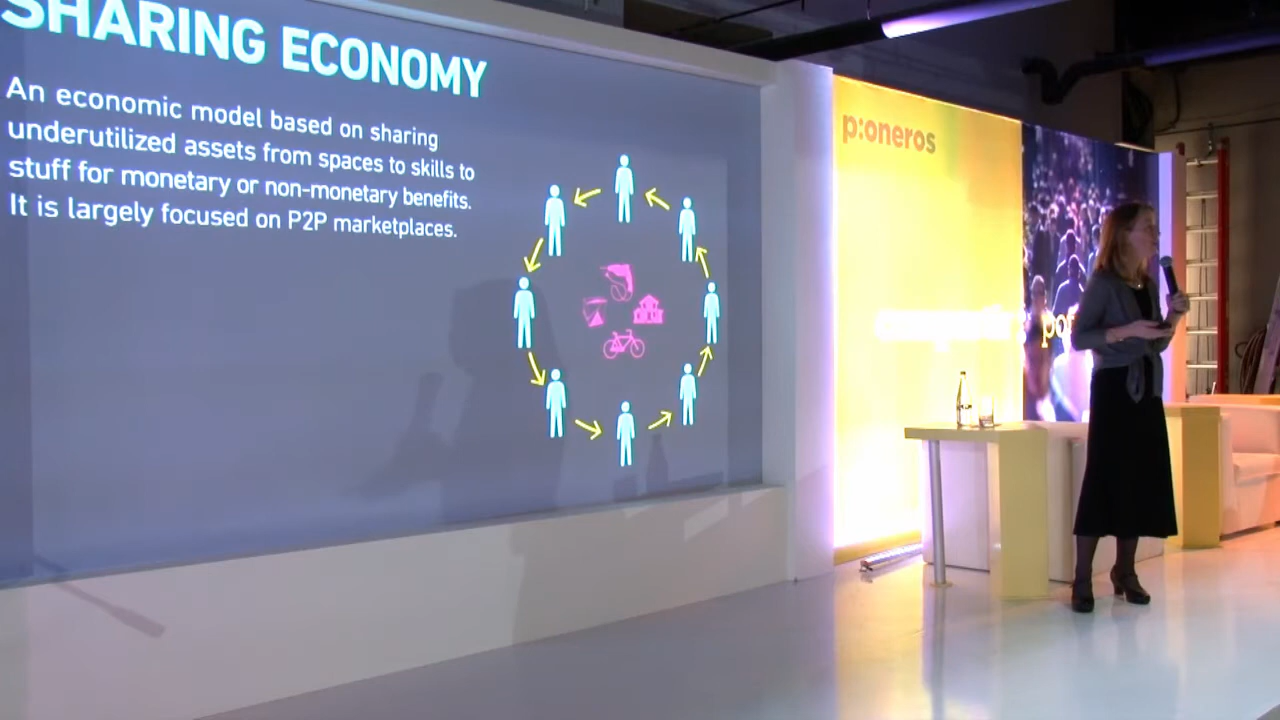 SHARING ECONOMY
An economic model based on sharing
underutilized assets from spaces to skills to
stuff for monetary or non-monetary benefits.
It is largely focused on P2P marketplaces.
p:oneros